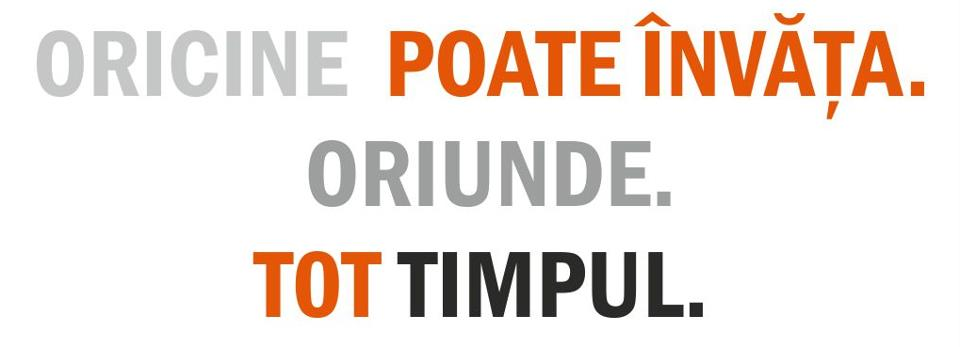 ORICINE POATE ÎNVĂȚA.
ORIUNDE.
TOT TIMPUL.